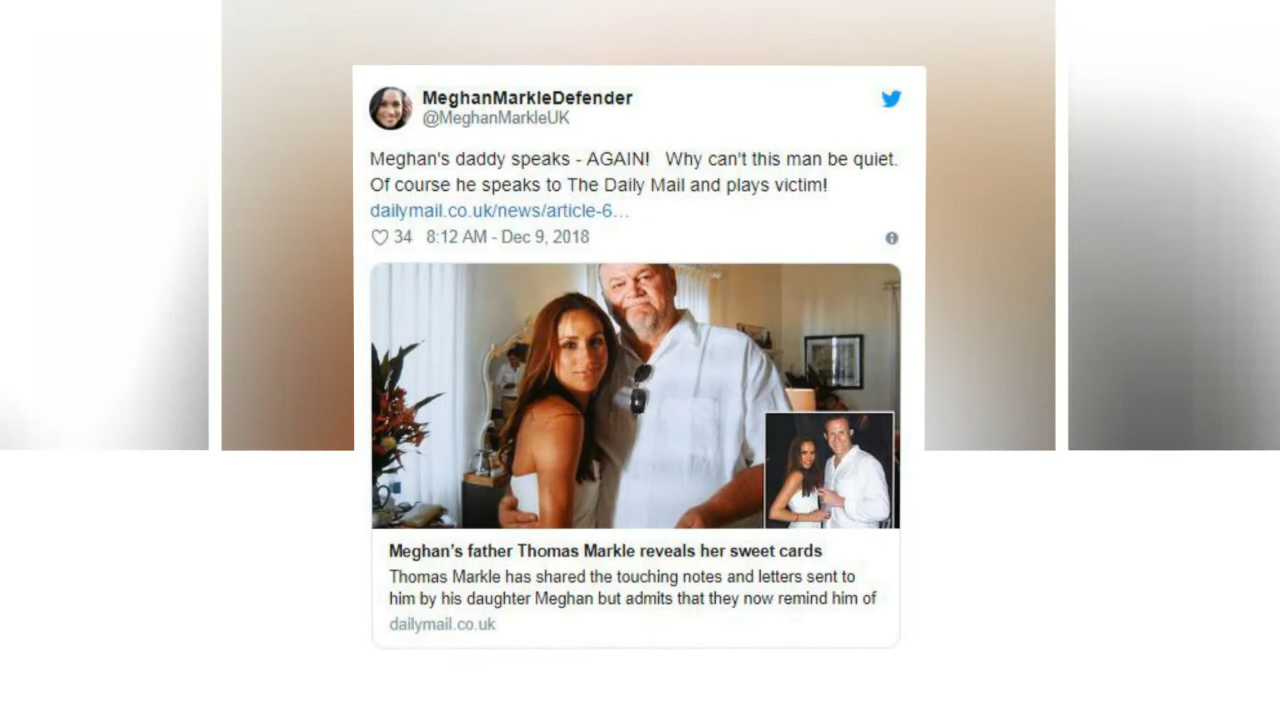 MeghanMarkleDefender
@MeghanMarkleUK
Meghan's daddy speaks - AGAIN! Why can't this man be quiet.
Of course he speaks to The Daily Mail and plays victim!
dailymail.co.uk/news/article-6…
34 8:12 AM - Dec 9, 2018
Meghan's father Thomas Markle reveals her sweet cards
Thomas Markle has shared the touching notes and letters sent to
him by his daughter Meghan but admits that they now remind him of
dailymail.co.uk